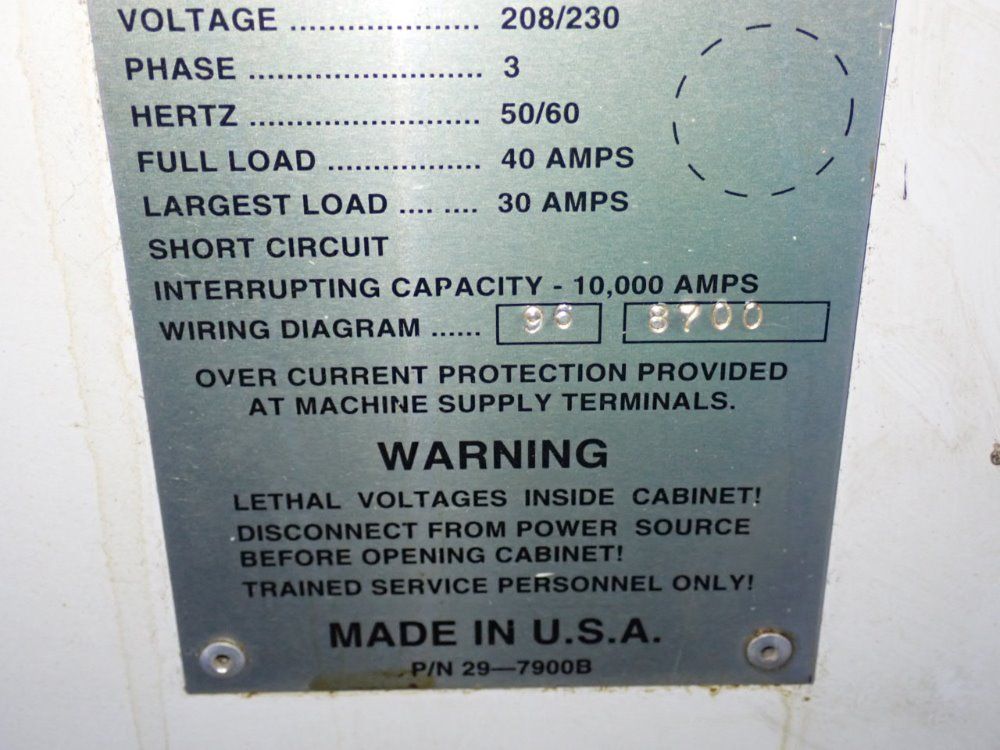 VOLTAGE ..................... 208/230
PHASE ........................ 3
HERTZ ........................ 50/60
FULL LOAD ................ 40 AMPS
LARGEST LOAD .... .... 30 AMPS
SHORT CIRCUIT
INTERRUPTING CAPACITY - 10,000 AMPS
WIRING DIAGRAM ...... 96 8700
OVER CURRENT PROTECTION PROVIDED
AT MACHINE SUPPLY TERMINALS.
WARNING
LETHAL VOLTAGES INSIDE CABINET!
DISCONNECT FROM POWER SOURCE
BEFORE OPENING CABINET!
TRAINED SERVICE PERSONNEL ONLY!
MADE IN U.S.A.
P/N 29—7900B